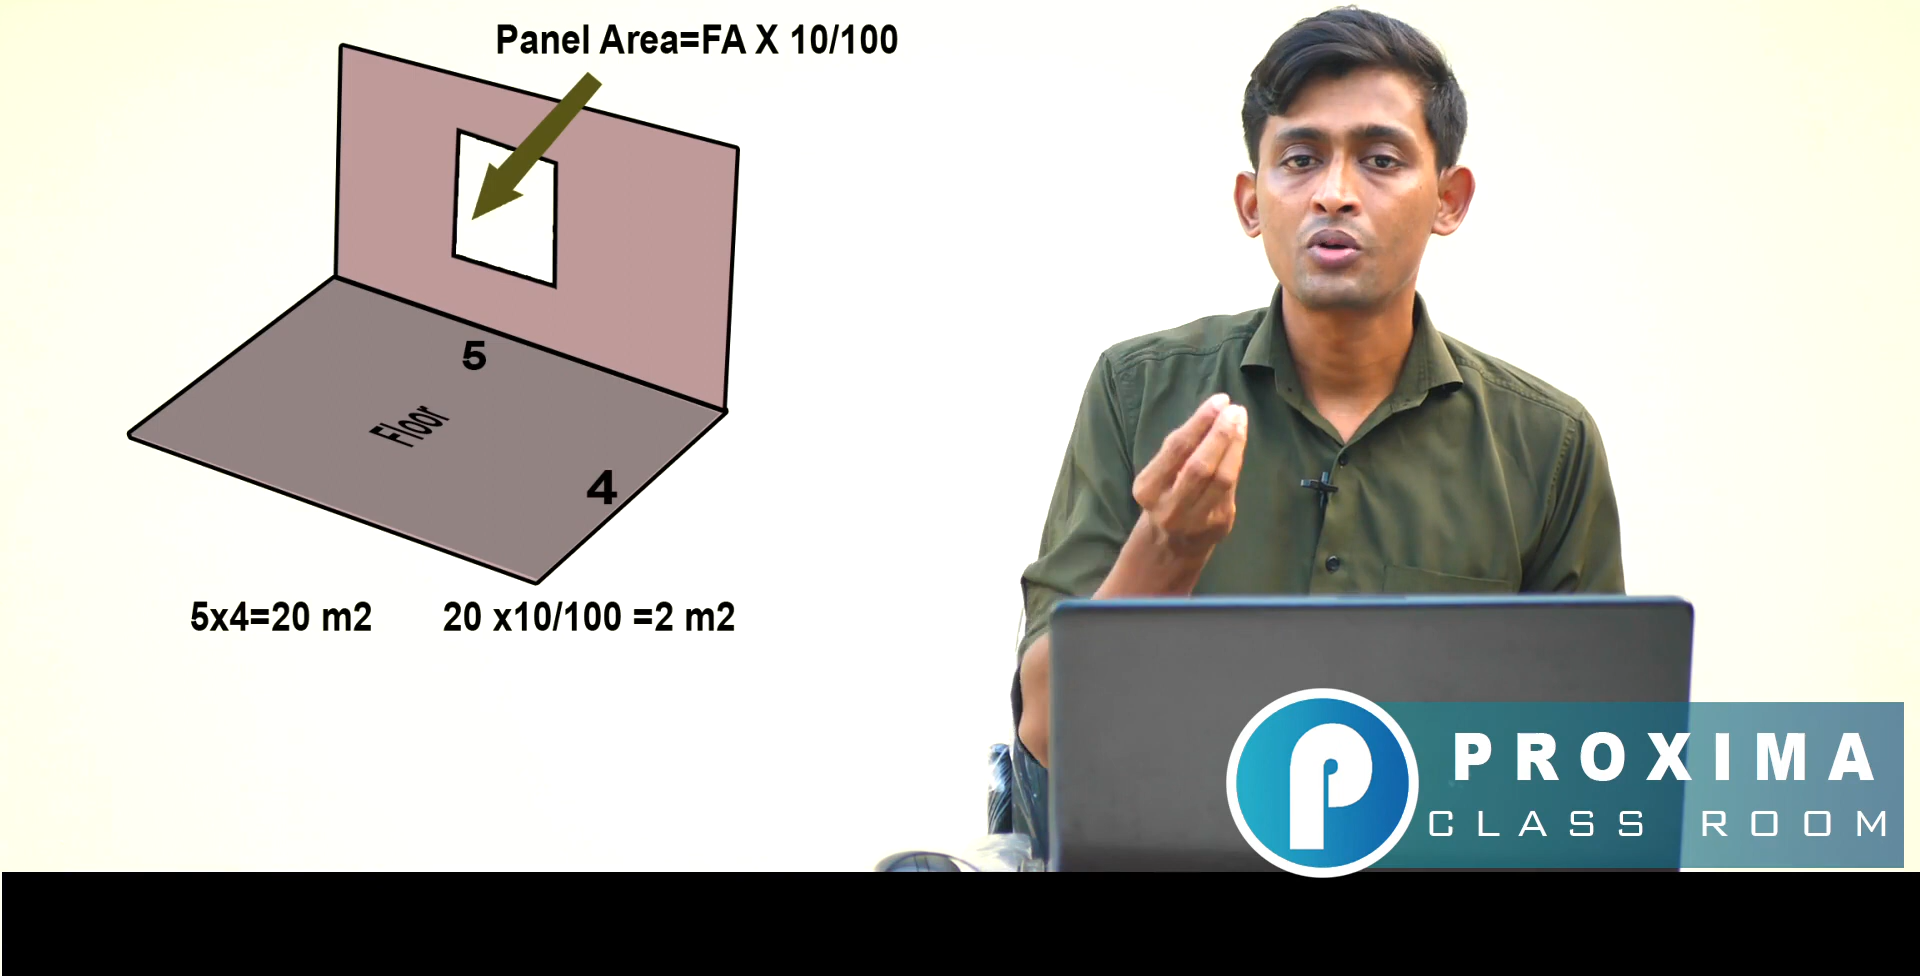 Panel Area=FA X 10/100
5
Floor
4
5x4=20 m2
20 x10/100 =2 m2
PROXIMA
CLASS ROOM